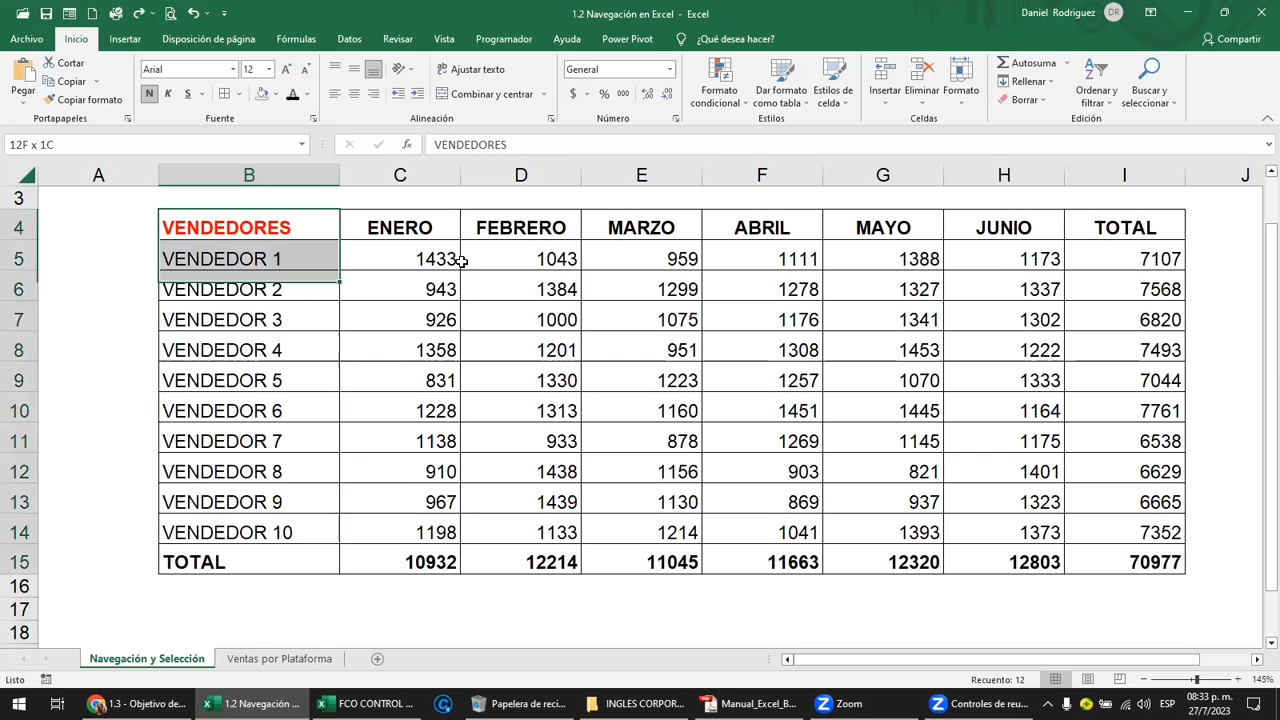 1.2 Navegación en Excel - Excel
Daniel Rodriguez DR
Archivo Inicio Insertar Disposición de página Fórmulas Datos Revisar Vista Programador Ayuda Power Pivot ¿Qué desea hacer? Compartir
Pegar
Cortar
Copiar
Copiar formato
Portapapeles
Arial 12
N K S A
Fuente
Ajustar texto
Combinar y centrar
Alineación
General
$ % 000
Número
Formato condicional
Dar formato como tabla
Estilos de celda
Estilos
Insertar Eliminar Formato
Celdas
Autosuma
Rellenar
Borrar
Ordenar y filtrar
Buscar y seleccionar
Edición
12F x 1C fx VENDEDORES
A B C D E F G H I J
3
4 VENDEDORES ENERO FEBRERO MARZO ABRIL MAYO JUNIO TOTAL
5 VENDEDOR 1 1433 1043 959 1111 1388 1173 7107
6 VENDEDOR 2 943 1384 1299 1278 1327 1337 7568
7 VENDEDOR 3 926 1000 1075 1176 1341 1302 6820
8 VENDEDOR 4 1358 1201 951 1308 1453 1222 7493
9 VENDEDOR 5 831 1330 1223 1257 1070 1333 7044
10 VENDEDOR 6 1228 1313 1160 1451 1445 1164 7761
11 VENDEDOR 7 1138 933 878 1269 1145 1175 6538
12 VENDEDOR 8 910 1438 1156 903 821 1401 6629
13 VENDEDOR 9 967 1439 1130 869 937 1323 6665
14 VENDEDOR 10 1198 1133 1214 1041 1393 1373 7352
15 TOTAL 10932 12214 11045 11663 12320 12803 70977
16
17
18
Navegación y Selección Ventas por Plataforma
Listo Recuento: 12 145%
1.3 - Objetivo de... 1.2 Navegación ... FCO CONTROL ... Papelera de reci... INGLES CORPOR... Manual_Excel_B... Zoom Controles de reu... ESP 08:33 p. m.
27/7/2023